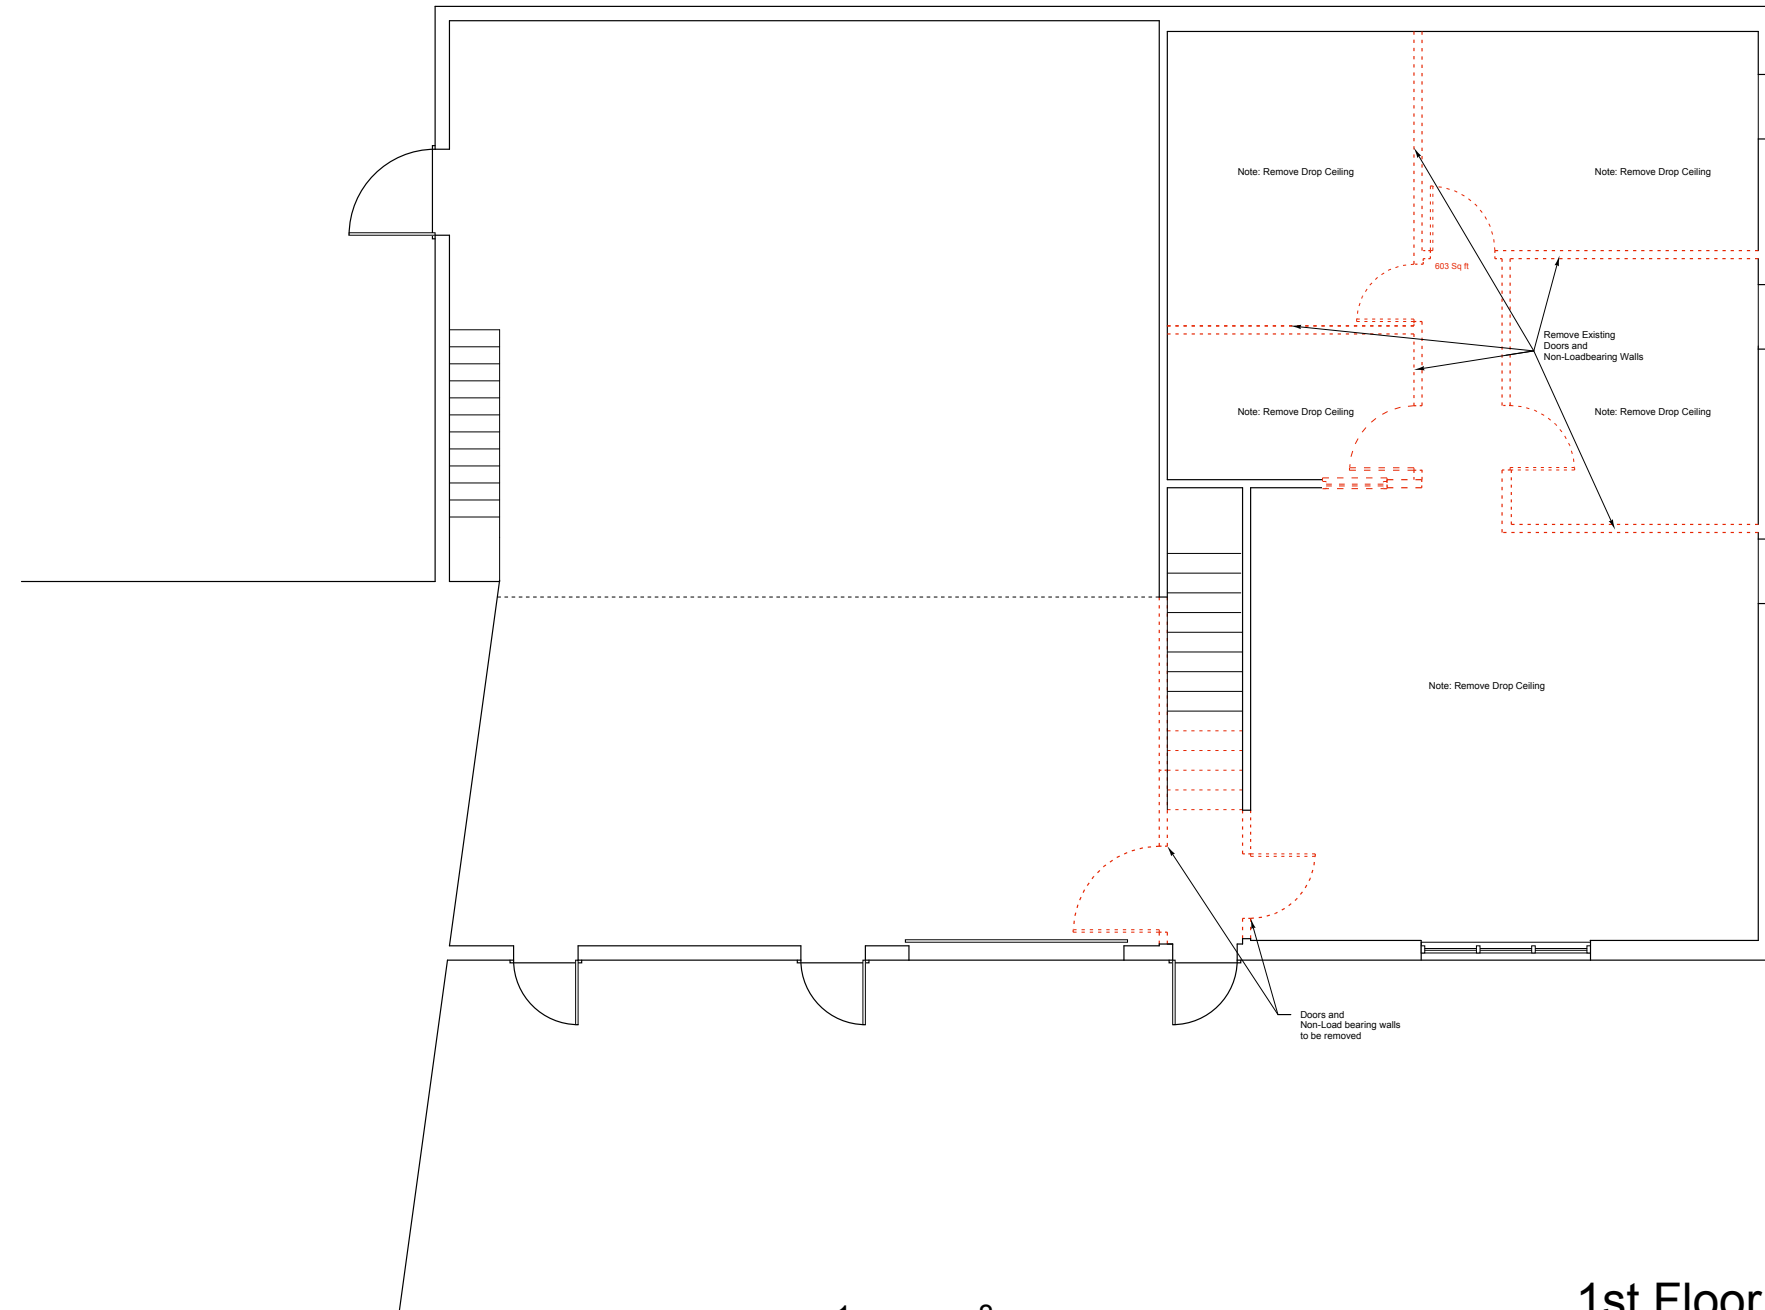 Note: Remove Drop Ceiling
Note: Remove Drop Ceiling
603 Sq ft
Remove Existing
Doors and
Non-Loadbearing Walls
Note: Remove Drop Ceiling
Note: Remove Drop Ceiling
Note: Remove Drop Ceiling
Doors and
Non-Load bearing walls
to be removed
1st Floor